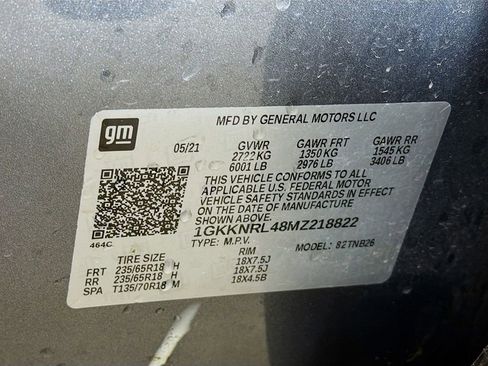 gm
MFD BY GENERAL MOTORS LLC
05/21 GVWR GAWR FRT GAWR RR
2722 KG 1350 KG 1545 KG
6001 LB 2976 LB 3406 LB
THIS VEHICLE CONFORMS TO ALL
APPLICABLE U.S. FEDERAL MOTOR
VEHICLE SAFETY STANDARDS IN EFFECT
ON THE DATE OF MANUFACTURE
SHOWN ABOVE.
1GKKNRL48MZ218822
464C TYPE: M.P.V. MODEL: 82TNB26
TIRE SIZE RIM
FRT 235/65R18 H 18X7.5J
RR 235/65R18 H 18X7.5J
SPA T135/70R18 M 18X4.5B